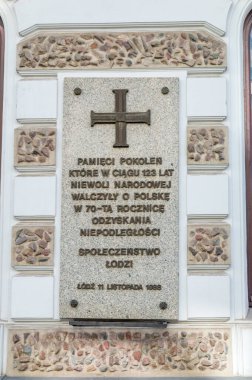 PAMIĘCI POKOLEŃ
KTÓRE W CIĄGU 123 LAT
NIEWOLI NARODOWEJ
WALCZYŁY O POLSKĘ
W 70-TĄ ROCZNICĘ
ODZYSKANIA
NIEPODLEGŁOŚCI
SPOŁECZEŃSTWO
ŁODZI
ŁÓDŹ 11 LISTOPADA 1988